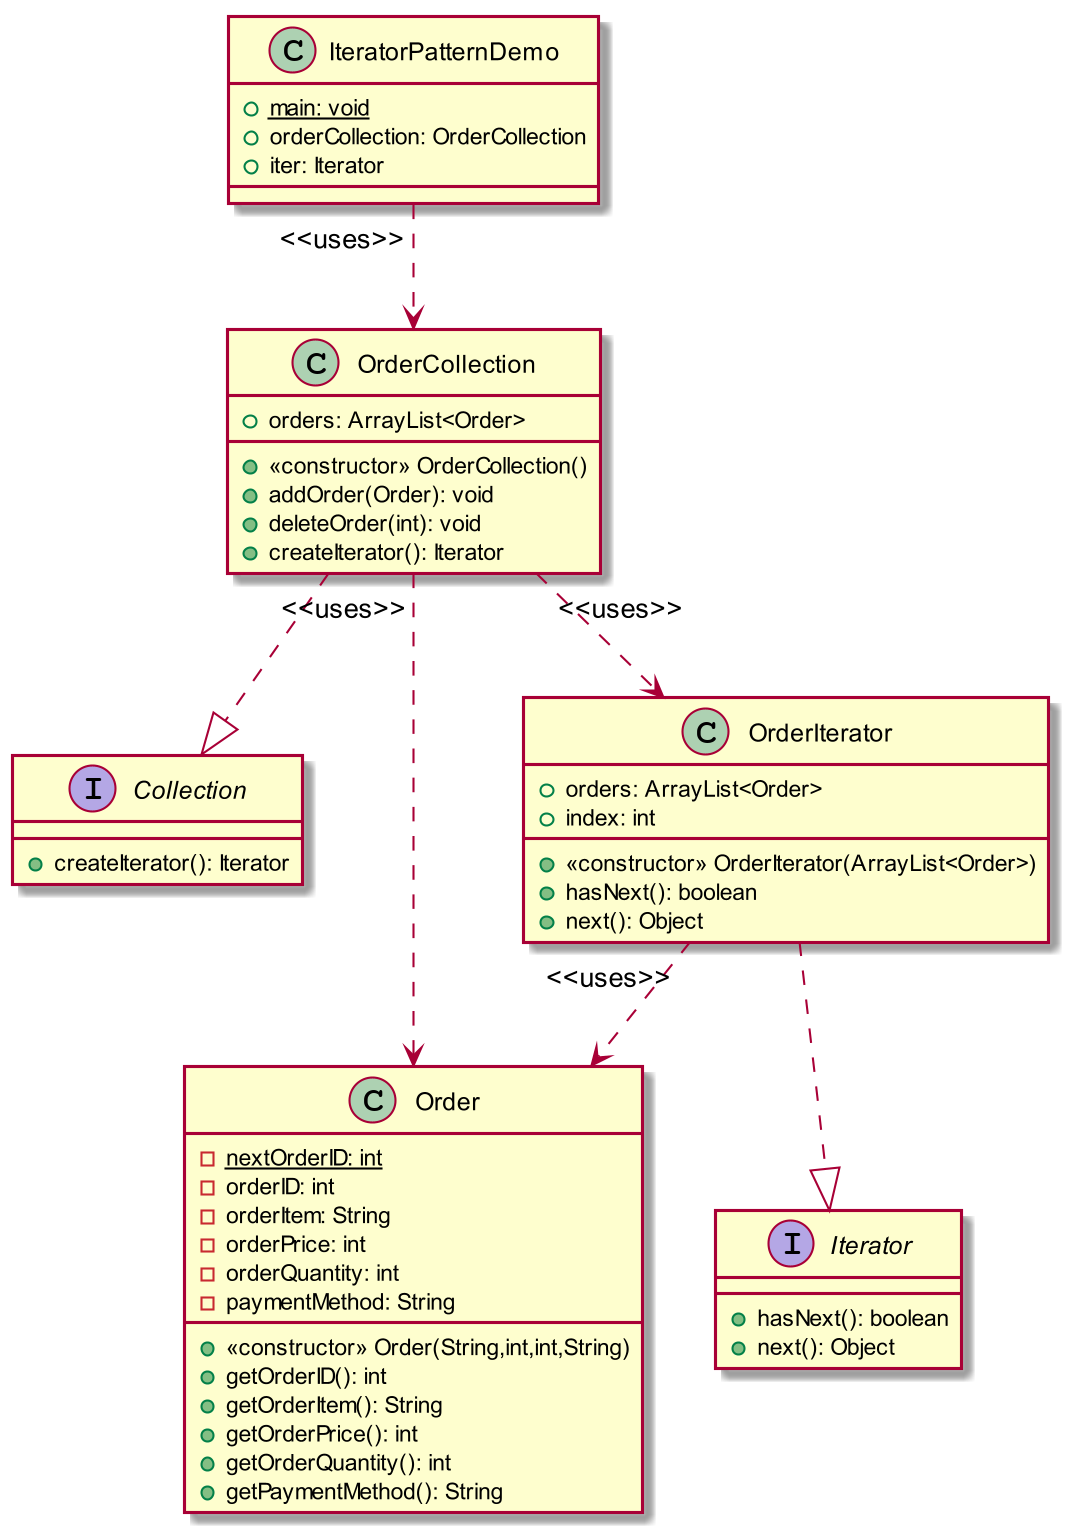 C IteratorPatternDemo
main: void
orderCollection: OrderCollection
iter: Iterator
<<uses>>
C OrderCollection
orders: ArrayList<Order>
«constructor» OrderCollection()
addOrder(Order): void
deleteOrder(int): void
createIterator(): Iterator
<<uses>>
<<uses>>
C OrderIterator
orders: ArrayList<Order>
index: int
«constructor» OrderIterator(ArrayList<Order>)
hasNext(): boolean
next(): Object
I Collection
createIterator(): Iterator
<<uses>>
C Order
nextOrderID: int
orderID: int
orderItem: String
orderPrice: int
orderQuantity: int
paymentMethod: String
«constructor» Order(String,int,int,String)
getOrderID(): int
getOrderItem(): String
getOrderPrice(): int
getOrderQuantity(): int
getPaymentMethod(): String
I Iterator
hasNext(): boolean
next(): Object